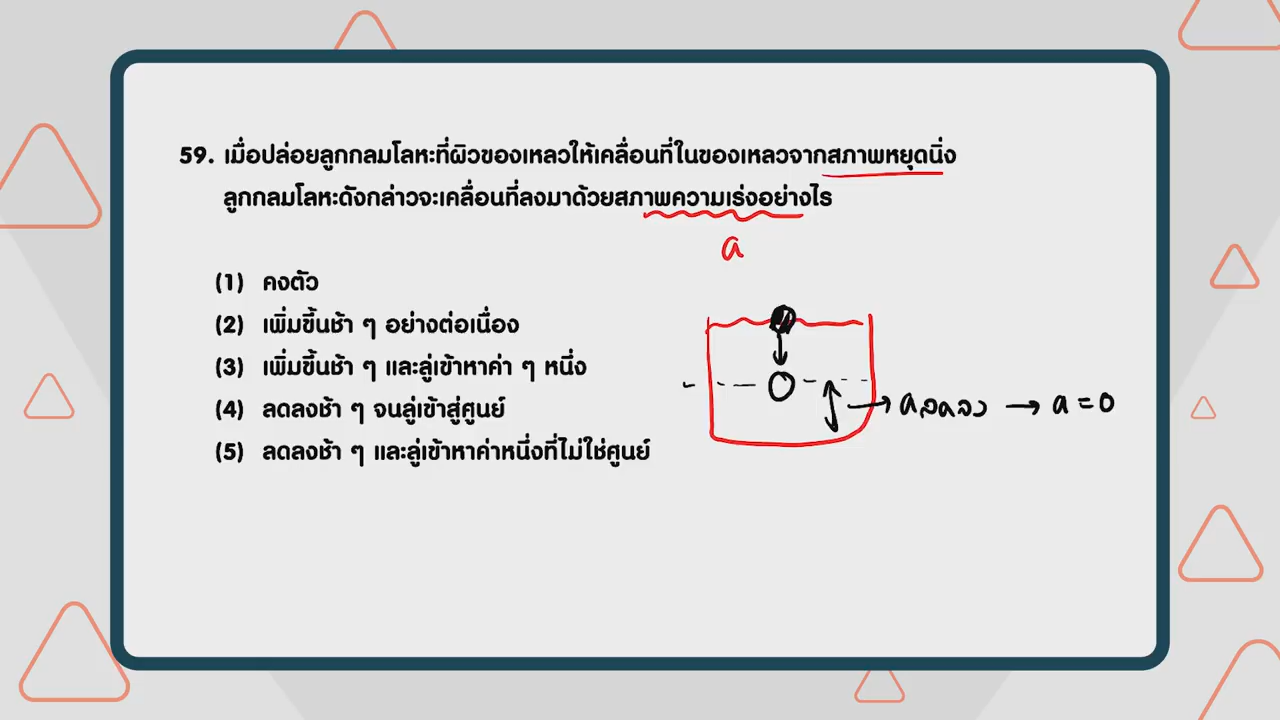 59. เมื่อปล่อยลูกกลมโลหะที่ผิวของเหลวให้เคลื่อนที่ในของเหลวจากสภาพหยุดนิ่ง
ลูกกลมโลหะดังกล่าวจะเคลื่อนที่ลงมาด้วยสภาพความเร่งอย่างไร
a
(1) คงตัว
(2) เพิ่มขึ้นช้า ๆ อย่างต่อเนื่อง
(3) เพิ่มขึ้นช้า ๆ และลู่เข้าหาค่า ๆ หนึ่ง
(4) ลดลงช้า ๆ จนลู่เข้าสู่ศูนย์
(5) ลดลงช้า ๆ และลู่เข้าหาค่าหนึ่งที่ไม่ใช่ศูนย์
→ a ลดลง → a = 0